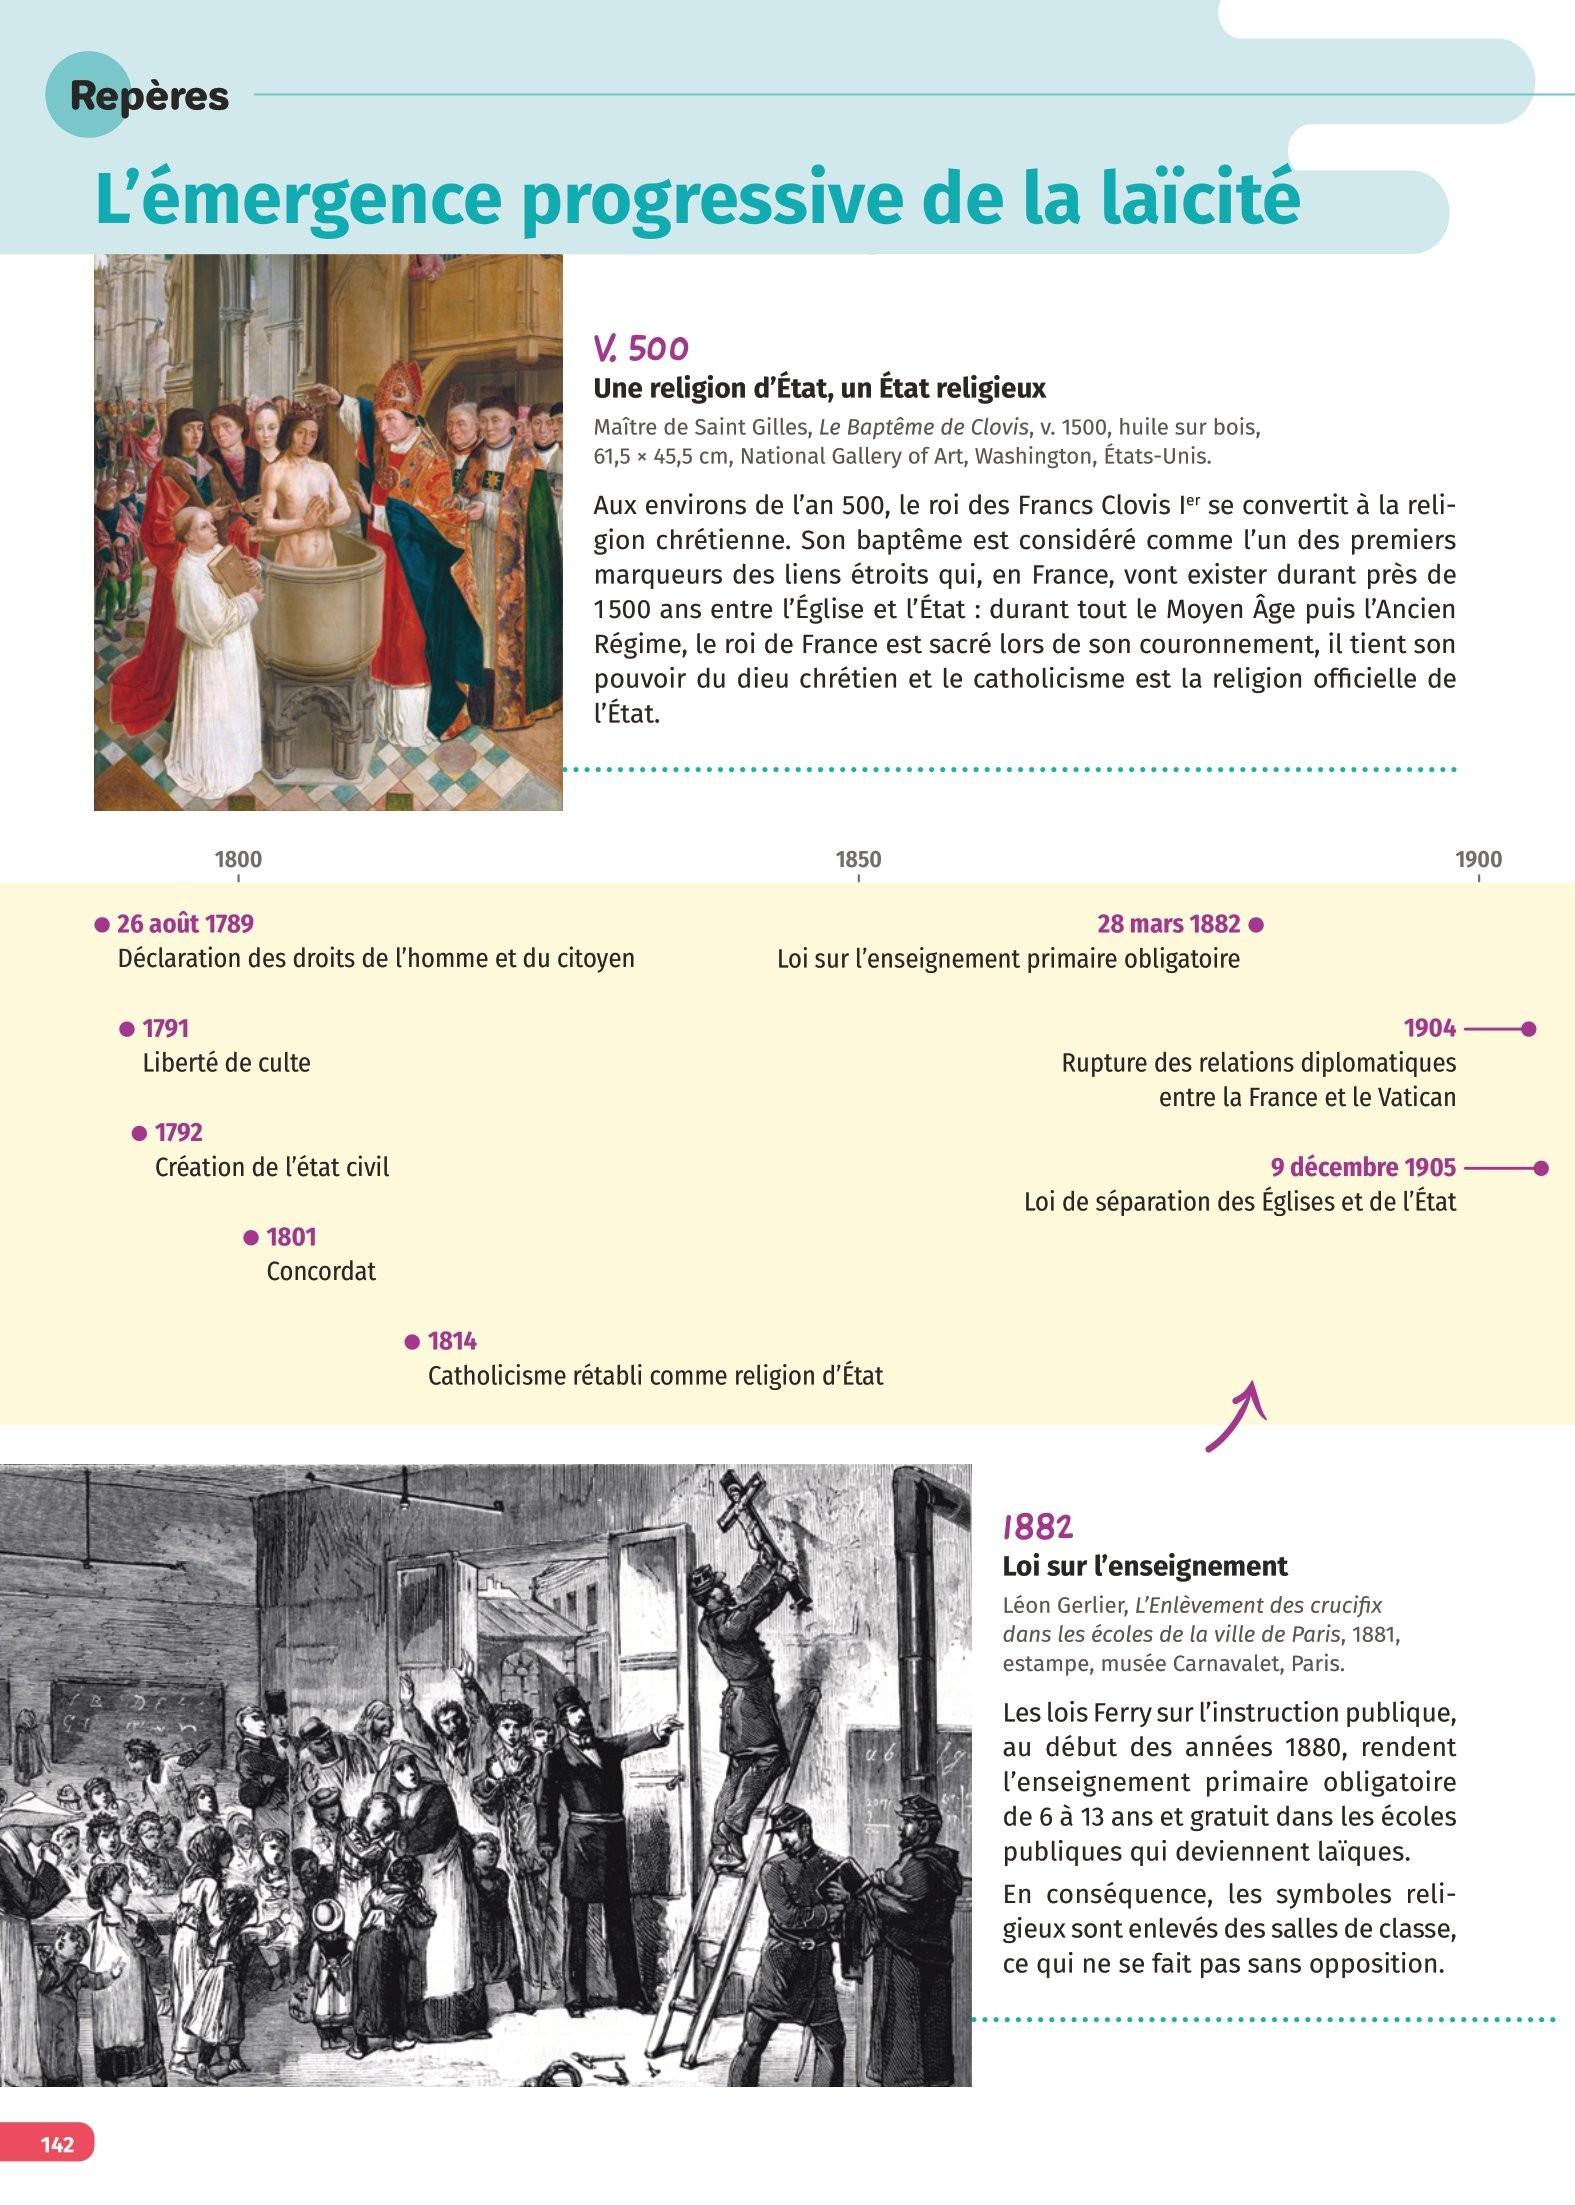 Repères
L'émergence progressive de la laïcité
V. 500
Une religion d'État, un État religieux
Maître de Saint Gilles, Le Baptême de Clovis, v. 1500, huile sur bois,
61,5 × 45,5 cm, National Gallery of Art, Washington, États-Unis.
Aux environs de l'an 500, le roi des Francs Clovis Ier se convertit à la reli-
gion chrétienne. Son baptême est considéré comme l'un des premiers
marqueurs des liens étroits qui, en France, vont exister durant près de
1500 ans entre l'Église et l'État : durant tout le Moyen Âge puis l'Ancien
Régime, le roi de France est sacré lors de son couronnement, il tient son
pouvoir du dieu chrétien et le catholicisme est la religion officielle de
l'État.
1800 1850 1900
26 août 1789
Déclaration des droits de l'homme et du citoyen
28 mars 1882
Loi sur l'enseignement primaire obligatoire
1791
Liberté de culte
1904
Rupture des relations diplomatiques
entre la France et le Vatican
1792
Création de l'état civil
9 décembre 1905
Loi de séparation des Églises et de l'État
1801
Concordat
1814
Catholicisme rétabli comme religion d'État
1882
Loi sur l'enseignement
Léon Gerlier, L'Enlèvement des crucifix
dans les écoles de la ville de Paris, 1881,
estampe, musée Carnavalet, Paris.
Les lois Ferry sur l'instruction publique,
au début des années 1880, rendent
l'enseignement primaire obligatoire
de 6 à 13 ans et gratuit dans les écoles
publiques qui deviennent laïques.
En conséquence, les symboles reli-
gieux sont enlevés des salles de classe,
ce qui ne se fait pas sans opposition.
142